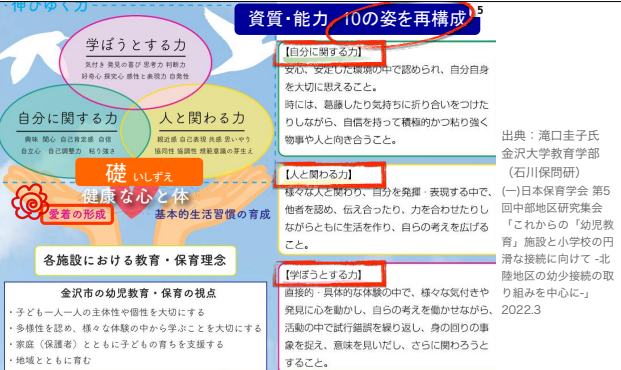 伸びゆく力
資質・能力 10の姿を再構成 5
学ぼうとする力
気付き 発見の喜び 思考力 判断力
好奇心 探究心 感性と表現力 自発性
自分に関する力
興味 関心 自己肯定感 自信
自立心 自己調整力 粘り強さ
人と関わる力
親近感 自己表現 共感 思いやり
協同性 協調性 規範意識の芽生え
礎 いしずえ
健康な心と体
愛着の形成
基本的生活習慣の育成
各施設における教育・保育理念
金沢市の幼児教育・保育の視点
・子ども一人一人の主体性や個性を大切にする
・多様性を認め、様々な体験の中から学ぶことを大切にする
・家庭（保護者）とともに子どもの育ちを支援する
・地域とともに育む
【自分に関する力】
安心、安定した環境の中で認められ、自分自身
を大切に思えること。
時には、葛藤したり気持ちに折り合いをつけた
りしながら、自信を持って積極的かつ粘り強く
物事や人と向き合うこと。
【人と関わる力】
様々な人と関わり、自分を発揮・表現する中で、
他者を認め、伝え合ったり、力を合わせたりし
ながらともに生活を作り、自らの考えを広げる
こと。
【学ぼうとする力】
直接的・具体的な体験の中で、様々な気付きや
発見に心を動かし、自らの考えを働かせながら、
活動の中で試行錯誤を繰り返し、身の回りの事
象を捉え、意味を見いだし、さらに関わろうと
すること。
出典：滝口圭子氏
金沢大学教育学部
（石川保問研）
(一)日本保育学会 第5
回中部地区研究集会
「これからの「幼児教
育」施設と小学校の円
滑な接続に向けて -北
陸地区の幼少接続の取
り組みを中心に-」
2022.3